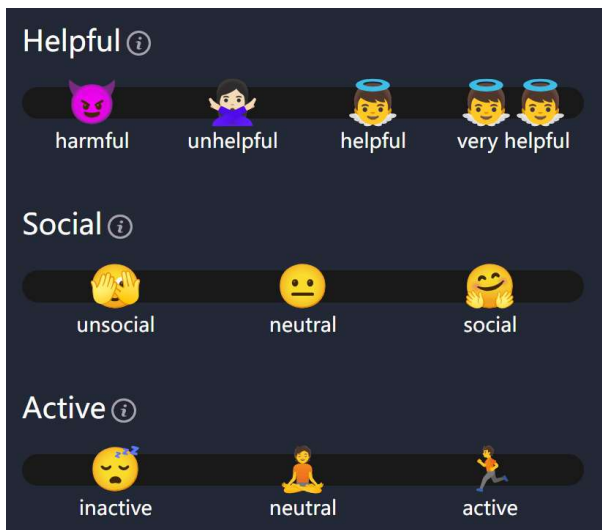 Helpful
harmful unhelpful helpful very helpful
Social
unsocial neutral social
Active
inactive neutral active